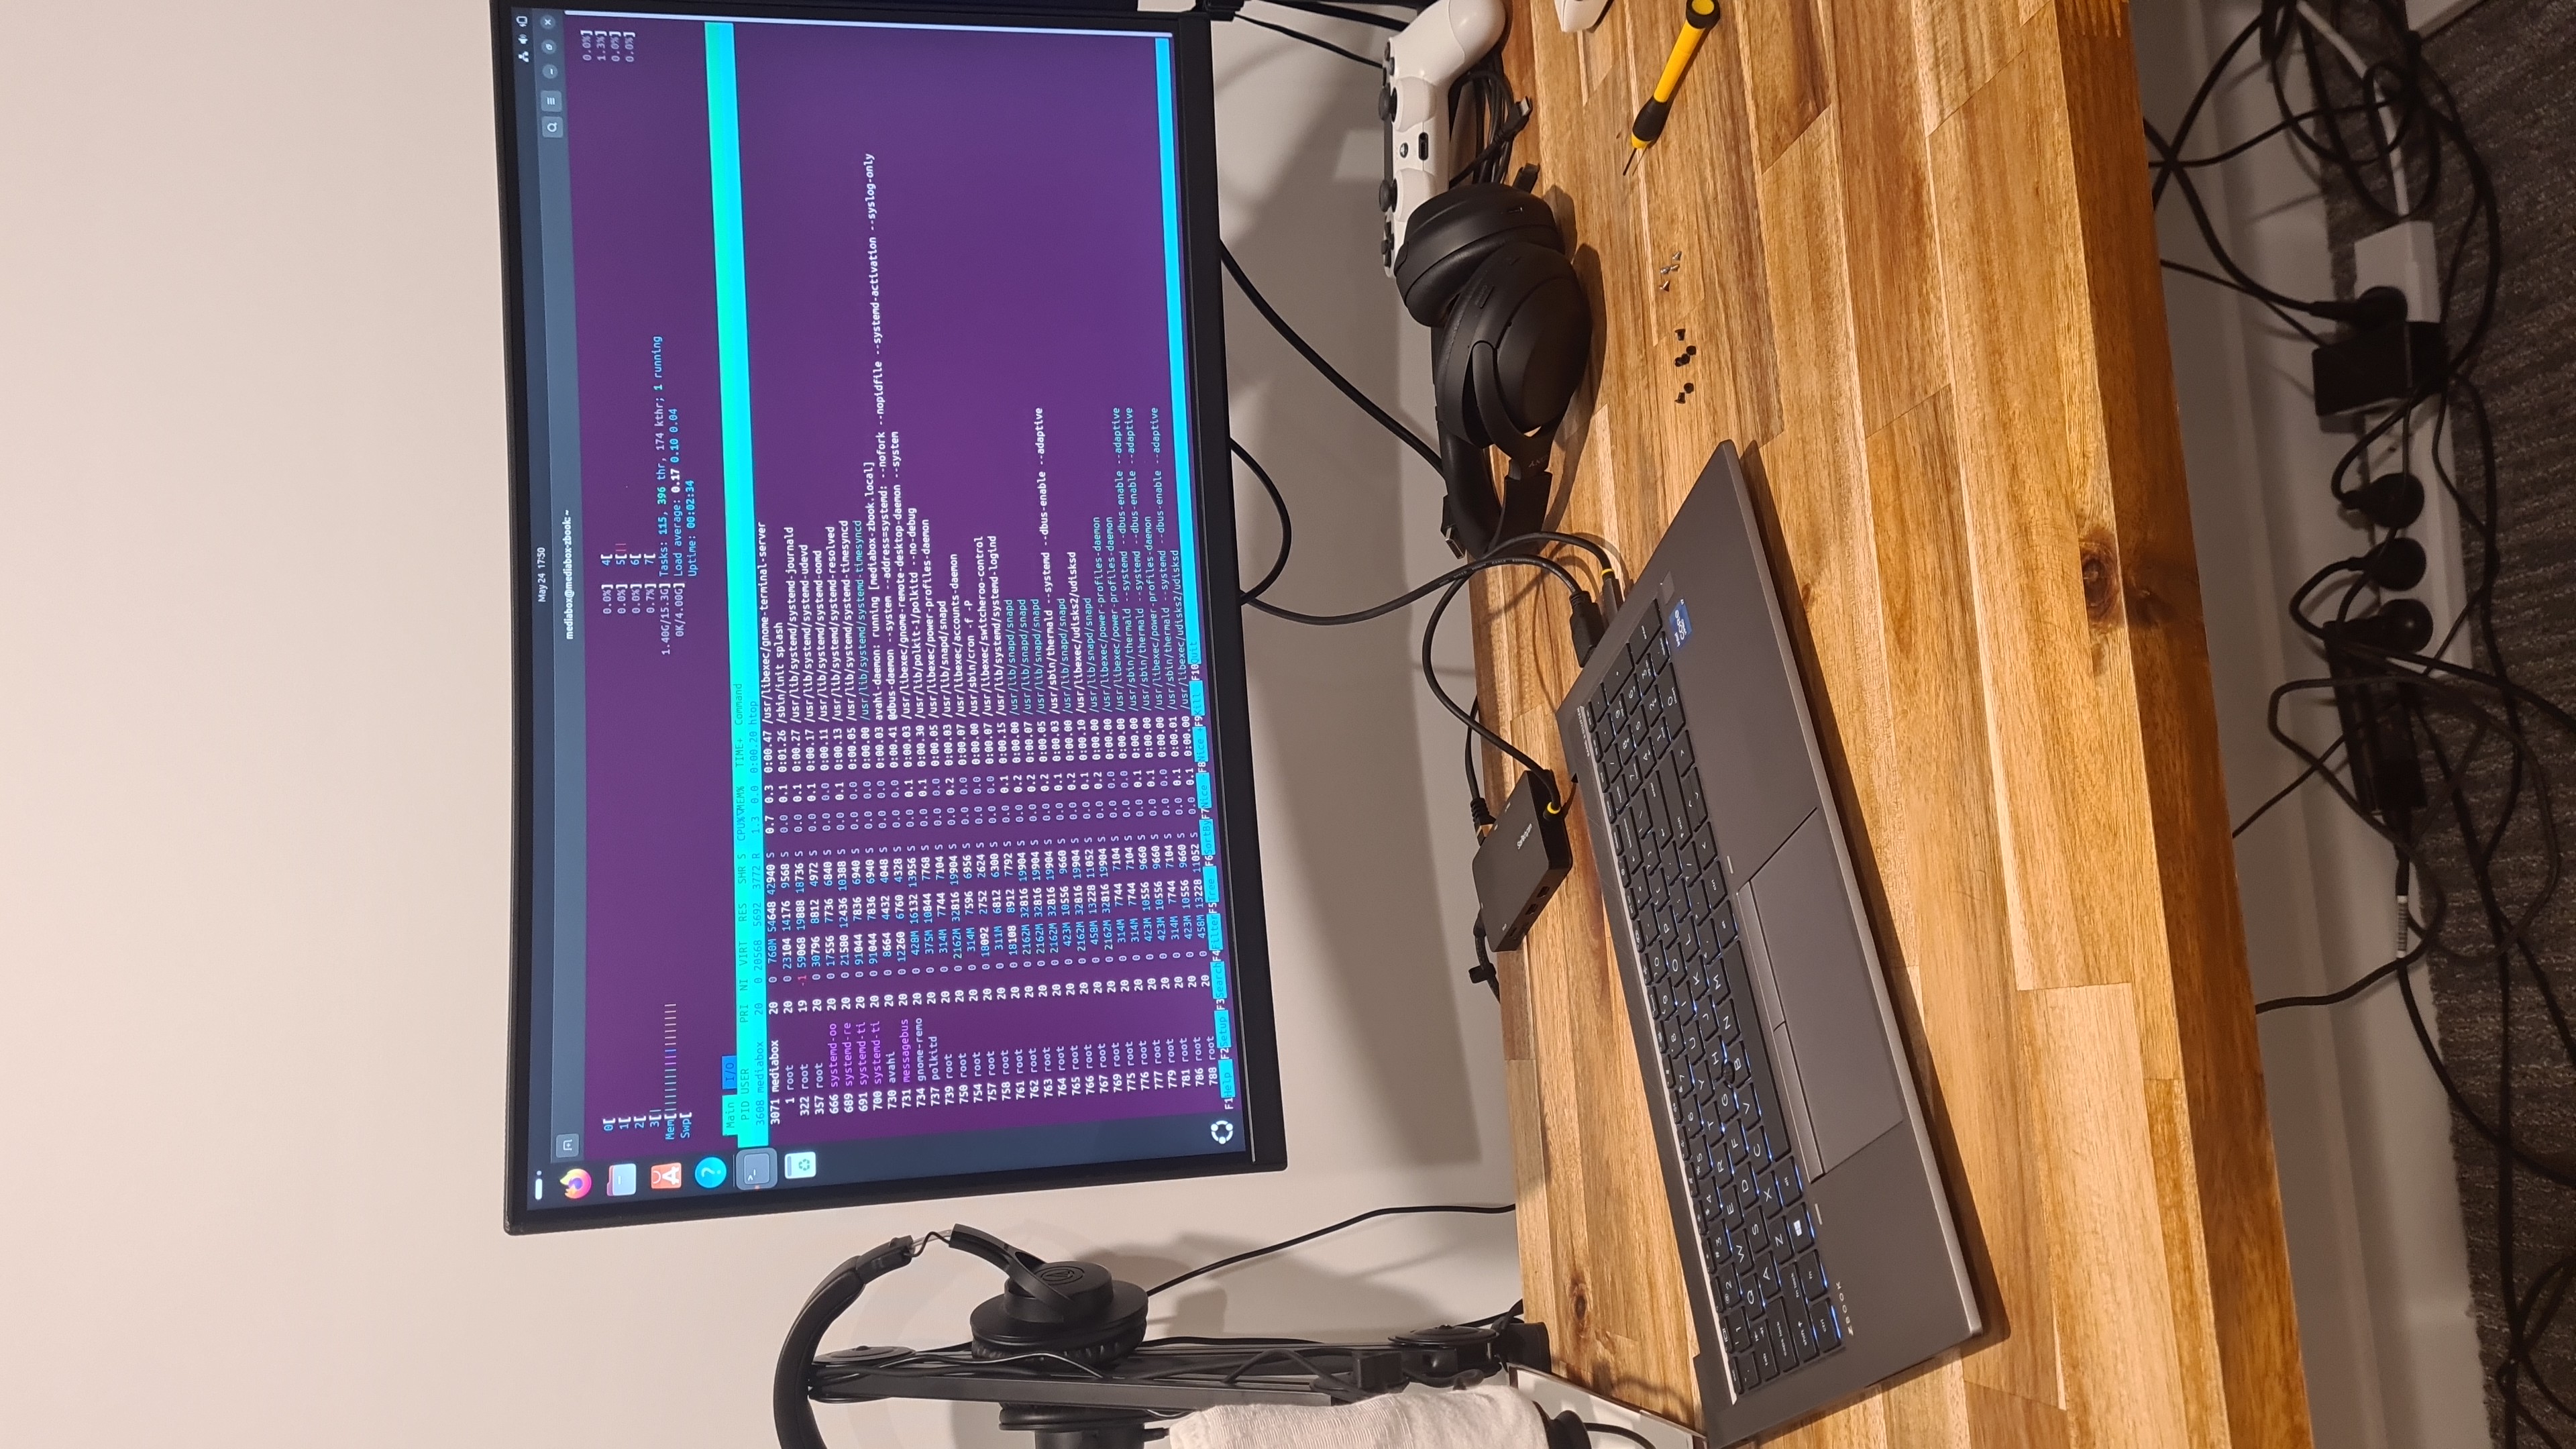 May 24 17:50
mediabox@mediabox-zbook: ~
0[ 0.0%] 4[ 0.0%]
1[ 0.0%] 5[|| 1.3%]
2[ 0.0%] 6[ 0.0%]
3[| 0.7%] 7[ 0.0%]
Mem[||||||||||||||||||| 1.40G/15.3G] Tasks: 115, 396 thr, 174 kthr; 1 running
Swp[ 0K/4.00G] Load average: 0.17 0.10 0.04
Uptime: 00:02:34
Main I/O
PID USER PRI NI VIRT RES SHR S CPU%▽MEM% TIME+ Command
3608 mediabox 20 0 20568 5692 3772 R 1.3 0.0 0:00.20 htop
3071 mediabox 20 0 760M 54648 42940 S 0.7 0.3 0:00.47 /usr/libexec/gnome-terminal-server
1 root 20 0 23104 14176 9568 S 0.0 0.1 0:01.26 /sbin/init splash
322 root 19 -1 59068 19888 18736 S 0.0 0.1 0:00.27 /usr/lib/systemd/systemd-journald
357 root 20 0 30796 8812 4972 S 0.0 0.1 0:00.17 /usr/lib/systemd/systemd-udevd
666 systemd-oo 20 0 17556 7736 6840 S 0.0 0.0 0:00.11 /usr/lib/systemd/systemd-oomd
689 systemd-re 20 0 21580 12436 10388 S 0.0 0.1 0:00.13 /usr/lib/systemd/systemd-resolved
691 systemd-ti 20 0 91044 7836 6940 S 0.0 0.0 0:00.05 /usr/lib/systemd/systemd-timesyncd
700 systemd-ti 20 0 91044 7836 6940 S 0.0 0.0 0:00.00 /usr/lib/systemd/systemd-timesyncd
730 avahi 20 0 8664 4432 4048 S 0.0 0.0 0:00.03 avahi-daemon: running [mediabox-zbook.local]
731 messagebus 20 0 12260 6760 4328 S 0.0 0.0 0:00.41 @dbus-daemon --system --address=systemd: --nofork --nopidfile --systemd-activation --syslog-only
734 gnome-remo 20 0 428M 16132 13956 S 0.0 0.1 0:00.03 /usr/libexec/gnome-remote-desktop-daemon --system
737 polkitd 20 0 375M 10844 7768 S 0.0 0.1 0:00.30 /usr/lib/polkit-1/polkitd --no-debug
739 root 20 0 314M 7744 7104 S 0.0 0.0 0:00.05 /usr/libexec/power-profiles-daemon
750 root 20 0 2162M 32816 19904 S 0.0 0.2 0:00.03 /usr/lib/snapd/snapd
754 root 20 0 314M 7596 6956 S 0.0 0.0 0:00.07 /usr/libexec/accounts-daemon
757 root 20 0 18092 2752 2624 S 0.0 0.0 0:00.00 /usr/sbin/cron -f -P
758 root 20 0 311M 6812 6300 S 0.0 0.0 0:00.07 /usr/libexec/switcheroo-control
761 root 20 0 18108 8912 7792 S 0.0 0.1 0:00.15 /usr/lib/systemd/systemd-logind
762 root 20 0 2162M 32816 19904 S 0.0 0.2 0:00.00 /usr/lib/snapd/snapd
763 root 20 0 2162M 32816 19904 S 0.0 0.2 0:00.07 /usr/lib/snapd/snapd
764 root 20 0 2162M 32816 19904 S 0.0 0.2 0:00.05 /usr/lib/snapd/snapd
765 root 20 0 423M 10556 9660 S 0.0 0.1 0:00.03 /usr/sbin/thermald --systemd --dbus-enable --adaptive
766 root 20 0 2162M 32816 19904 S 0.0 0.2 0:00.00 /usr/lib/snapd/snapd
767 root 20 0 458M 13228 11052 S 0.0 0.1 0:00.10 /usr/libexec/udisks2/udisksd
769 root 20 0 2162M 32816 19904 S 0.0 0.2 0:00.00 /usr/lib/snapd/snapd
775 root 20 0 314M 7744 7104 S 0.0 0.0 0:00.00 /usr/libexec/power-profiles-daemon
776 root 20 0 314M 7744 7104 S 0.0 0.0 0:00.00 /usr/libexec/power-profiles-daemon
777 root 20 0 423M 10556 9660 S 0.0 0.1 0:00.00 /usr/sbin/thermald --systemd --dbus-enable --adaptive
779 root 20 0 423M 10556 9660 S 0.0 0.1 0:00.00 /usr/sbin/thermald --systemd --dbus-enable --adaptive
781 root 20 0 314M 7744 7104 S 0.0 0.0 0:00.00 /usr/libexec/power-profiles-daemon
786 root 20 0 423M 10556 9660 S 0.0 0.1 0:00.01 /usr/sbin/thermald --systemd --dbus-enable --adaptive
788 root 20 0 458M 13228 11052 S 0.0 0.1 0:00.00 /usr/libexec/udisks2/udisksd
F1Help F2Setup F3Search F4Filter F5Tree F6SortBy F7Nice - F8Nice + F9Kill F10Quit
StarTech.com
BANG & OLUFSEN
Q W E R T Y U I O P
caps lock A S D F G H J K L enter
shift Z X C V B N M
ctrl fn alt
intel CORE i7
ZBOOK